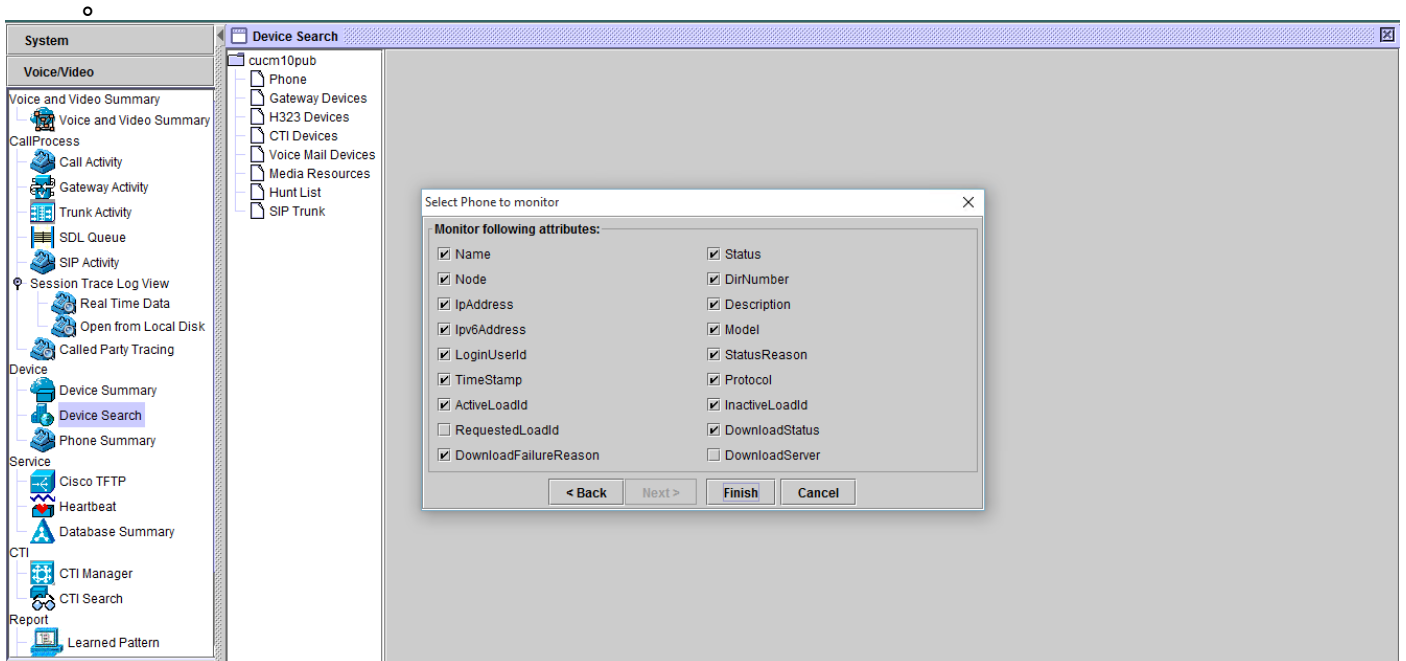 System
Voice/Video
Voice and Video Summary
Voice and Video Summary
CallProcess
Call Activity
Gateway Activity
Trunk Activity
SDL Queue
SIP Activity
Session Trace Log View
Real Time Data
Open from Local Disk
Called Party Tracing
Device
Device Summary
Device Search
Phone Summary
Service
Cisco TFTP
Heartbeat
Database Summary
CTI
CTI Manager
CTI Search
Report
Learned Pattern
Device Search
cucm10pub
Phone
Gateway Devices
H323 Devices
CTI Devices
Voice Mail Devices
Media Resources
Hunt List
SIP Trunk
Select Phone to monitor
Monitor following attributes:
Name Status
Node DirNumber
IpAddress Description
Ipv6Address Model
LoginUserId StatusReason
TimeStamp Protocol
ActiveLoadId InactiveLoadId
RequestedLoadId DownloadStatus
DownloadFailureReason DownloadServer
< Back Next > Finish Cancel